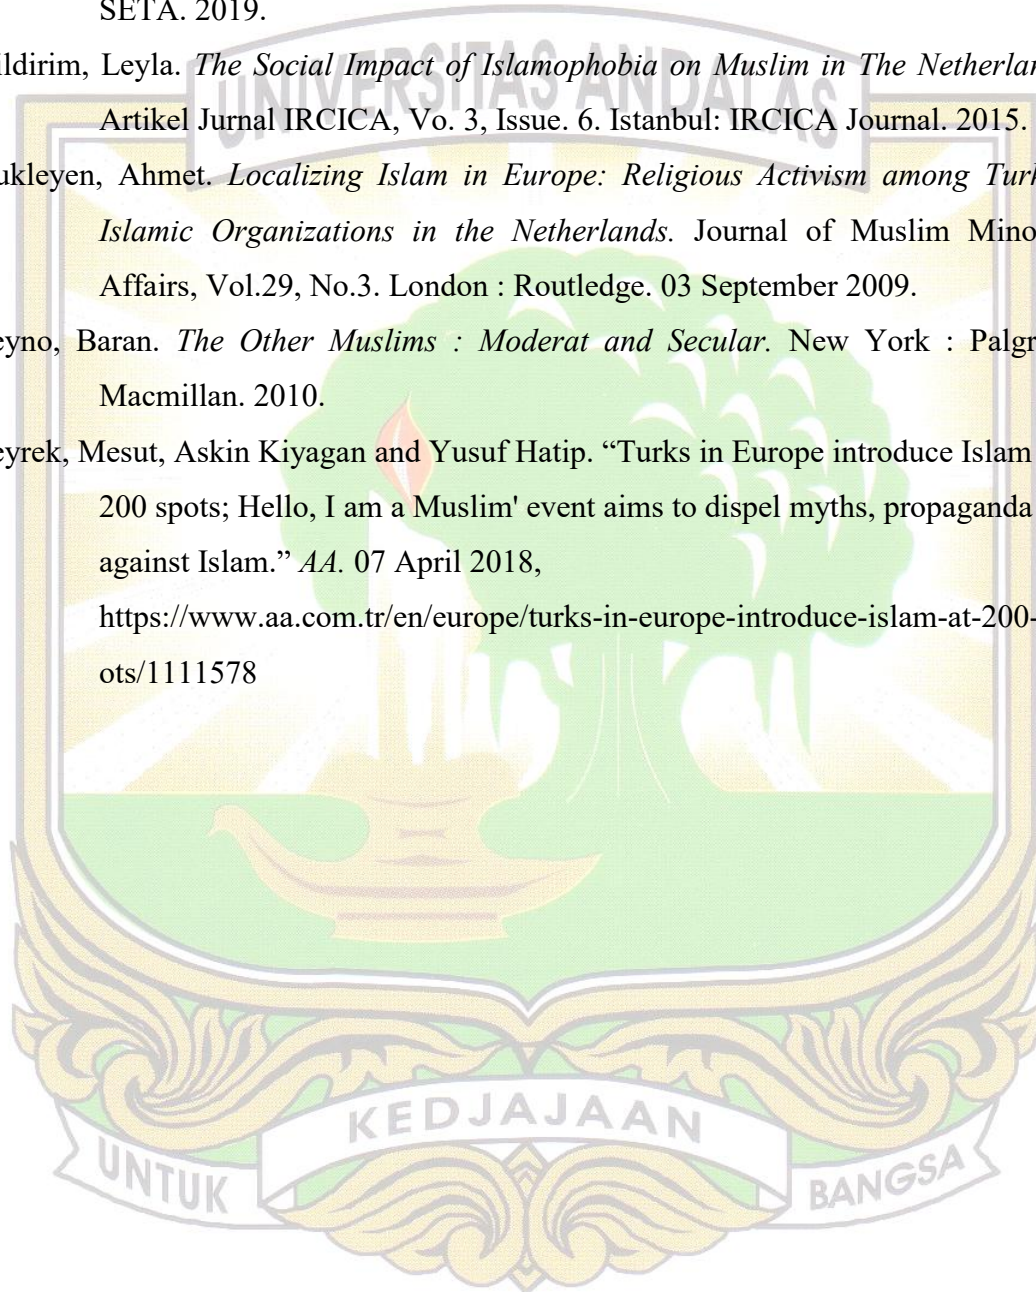 SETA. 2019.
UNIVERSITAS ANDALAS
ildirim, Leyla. The Social Impact of Islamophobia on Muslim in The Netherlan
Artikel Jurnal IRCICA, Vo. 3, Issue. 6. Istanbul: IRCICA Journal. 2015.
ukleyen, Ahmet. Localizing Islam in Europe: Religious Activism among Turk
Islamic Organizations in the Netherlands. Journal of Muslim Mino
Affairs, Vol.29, No.3. London : Routledge. 03 September 2009.
eyno, Baran. The Other Muslims : Moderat and Secular. New York : Palgr
Macmillan. 2010.
eyrek, Mesut, Askin Kiyagan and Yusuf Hatip. “Turks in Europe introduce Islam
200 spots; Hello, I am a Muslim' event aims to dispel myths, propaganda
against Islam.” AA. 07 April 2018,
https://www.aa.com.tr/en/europe/turks-in-europe-introduce-islam-at-200-
ots/1111578
UNTUK KEDJAJAAN BANGSA